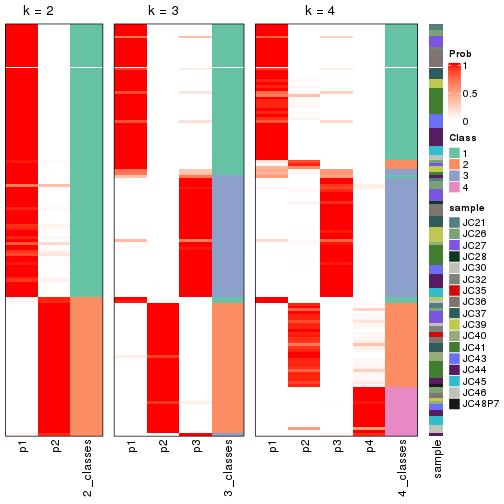 k = 2
k = 3
k = 4
p1
p2
2_classes
p1
p2
p3
3_classes
p1
p2
p3
p4
4_classes
sample
Prob
1
0.5
0
Class
1
2
3
4
sample
JC21
JC26
JC27
JC28
JC30
JC32
JC35
JC36
JC37
JC39
JC40
JC41
JC43
JC44
JC45
JC46
JC48P7